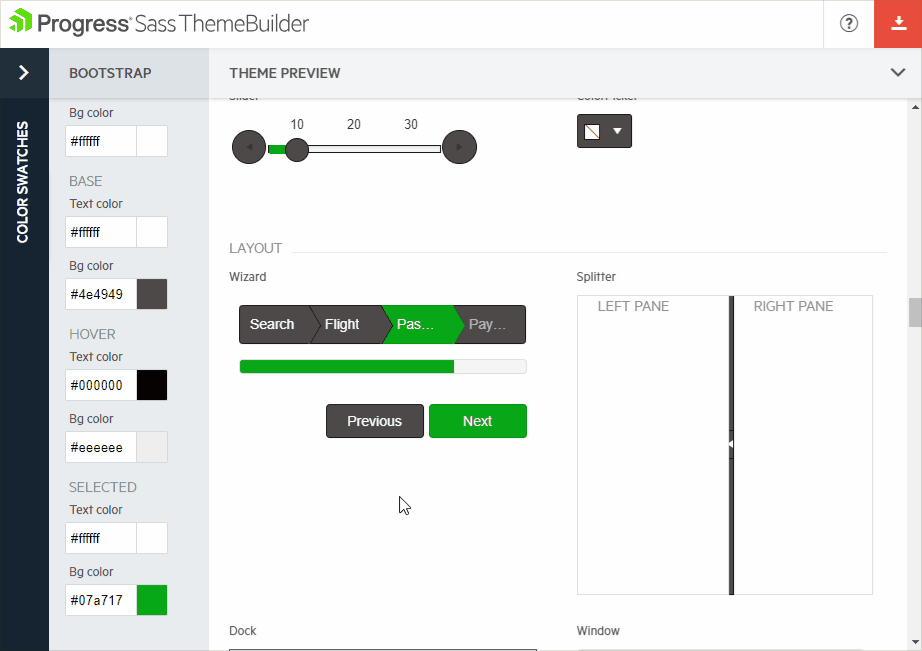 Progress® Sass ThemeBuilder
?
COLOR SWATCHES
BOOTSTRAP
Bg color
#ffffff
BASE
Text color
#ffffff
Bg color
#4e4949
HOVER
Text color
#000000
Bg color
#eeeeee
SELECTED
Text color
#ffffff
Bg color
#07a717
THEME PREVIEW
Slider
ColorPicker
10 20 30
LAYOUT
Wizard
Splitter
Search Flight Pas... Pay...
Previous Next
LEFT PANE RIGHT PANE
Dock
Window